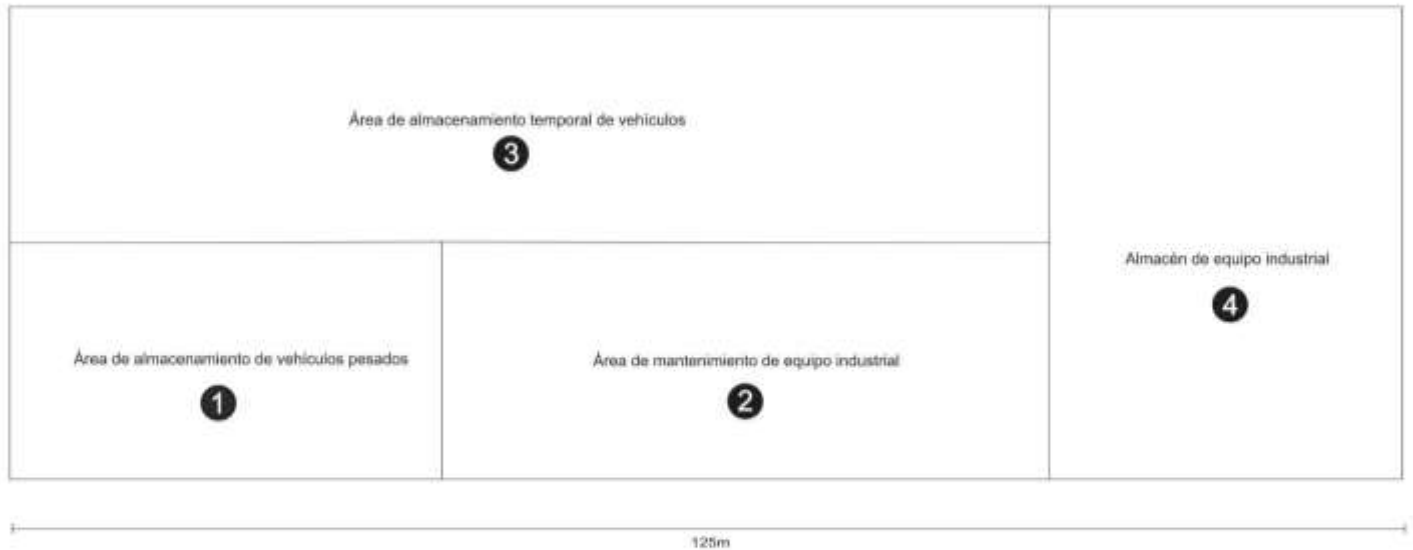 Área de almacenamiento temporal de vehículos
3
Almacén de equipo industrial
4
Área de almacenamiento de vehículos pesados
1
Área de mantenimiento de equipo industrial
2
125m